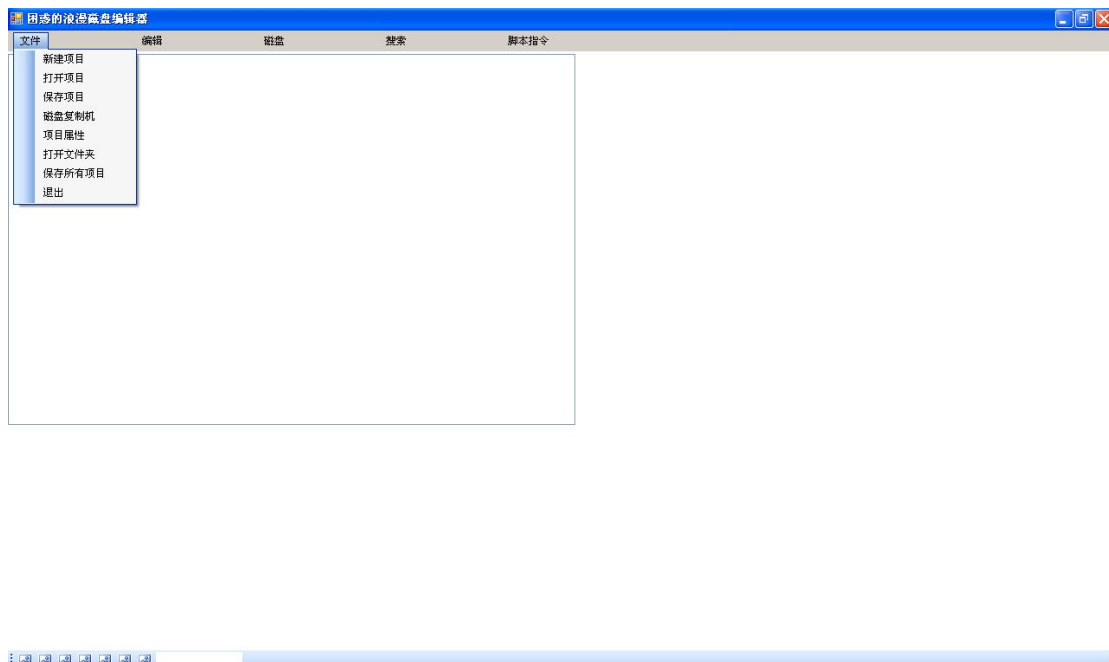 困惑的浪漫磁盘编辑器
文件 编辑 磁盘 搜索 脚本指令
新建项目
打开项目
保存项目
磁盘复制机
项目属性
打开文件夹
保存所有项目
退出